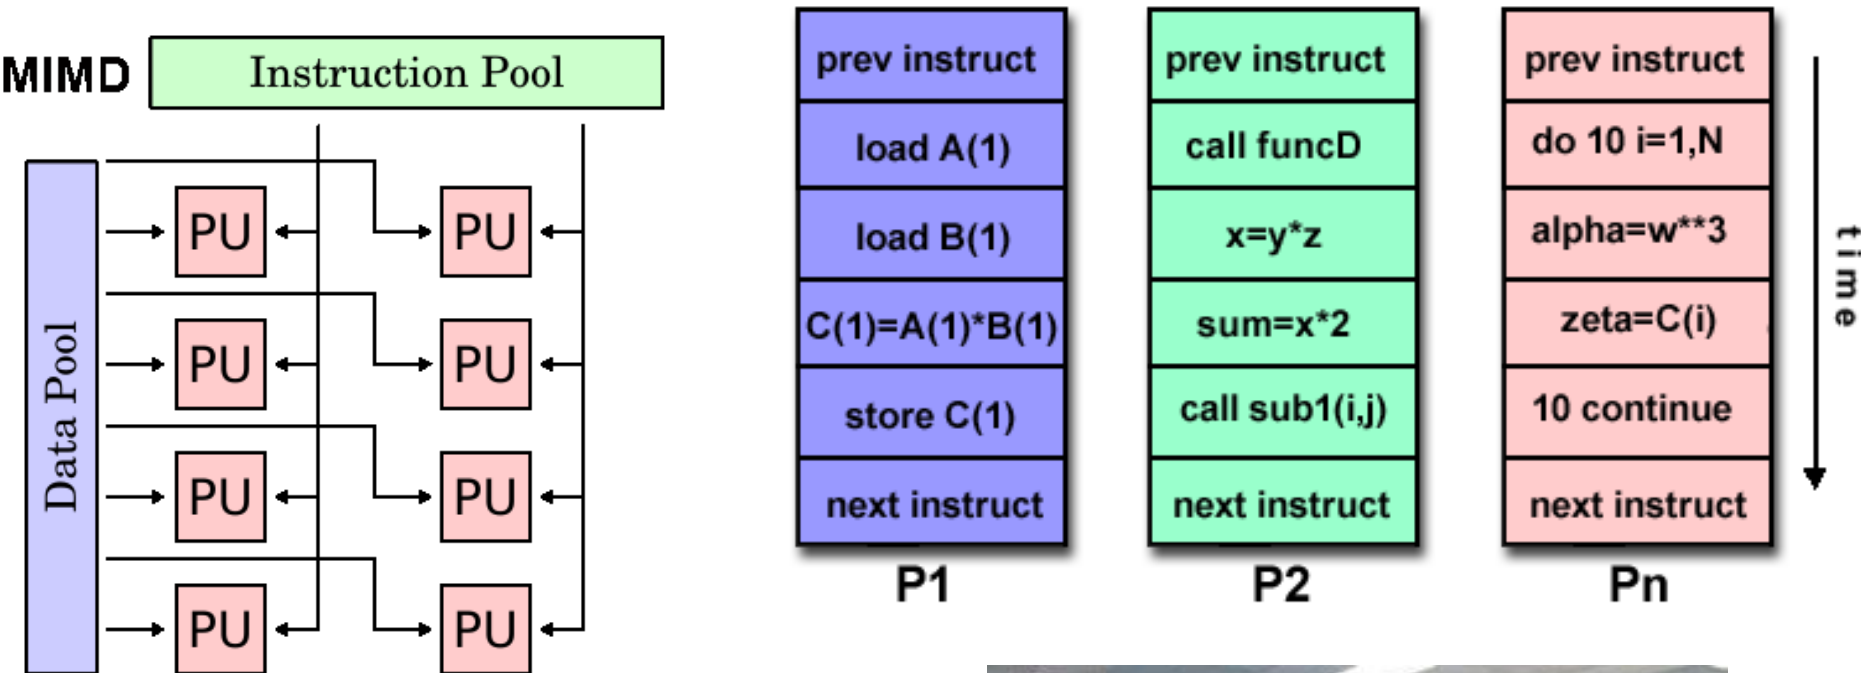 MIMD
Instruction Pool
Data Pool
PU PU
PU PU
PU PU
PU PU
prev instruct
load A(1)
load B(1)
C(1)=A(1)*B(1)
store C(1)
next instruct
P1
prev instruct
call funcD
x=y*z
sum=x*2
call sub1(i,j)
next instruct
P2
prev instruct
do 10 i=1,N
alpha=w**3
zeta=C(i)
10 continue
next instruct
Pn
time